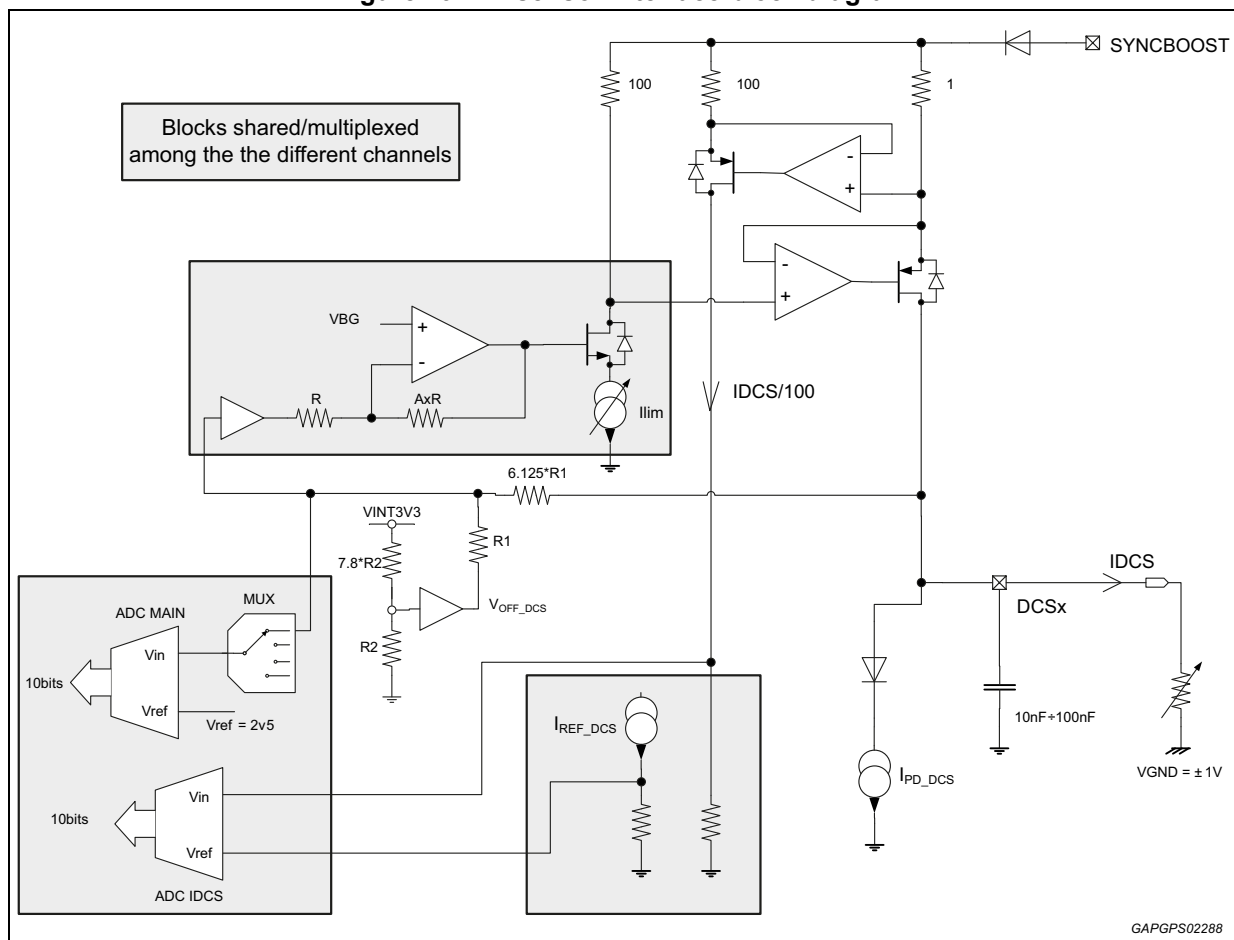 SYNCBOOST
100
100
1
Blocks shared/multiplexed
among the the different channels
-
+
-
+
VBG
+
-
R
AxR
Ilim
IDCS/100
6.125*R1
VINT3V3
R1
7.8*R2
VOFF_DCS
R2
IDCS
DCSx
MUX
ADC MAIN
Vin
10bits
Vref
Vref = 2v5
IREF_DCS
10nF÷100nF
IPD_DCS
VGND = ± 1V
Vin
10bits
Vref
ADC IDCS
GAPGPS02288